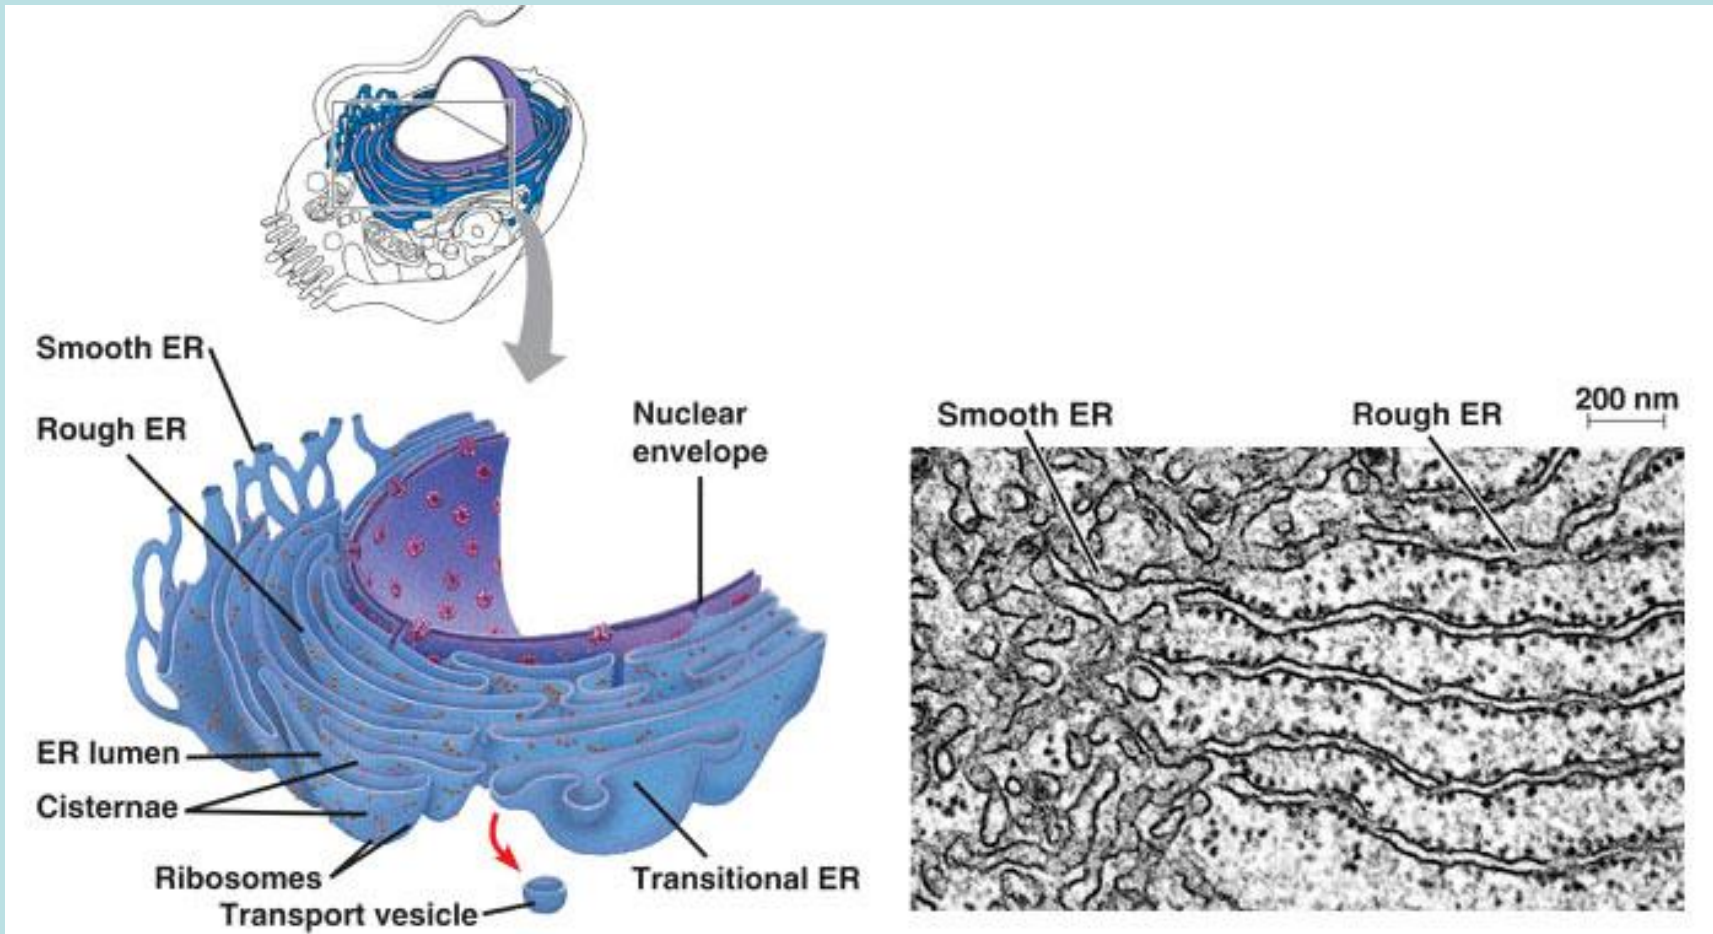 Smooth ER
Rough ER
Nuclear
envelope
ER lumen
Cisternae
Ribosomes
Transport vesicle
Transitional ER
Smooth ER
Rough ER
200 nm